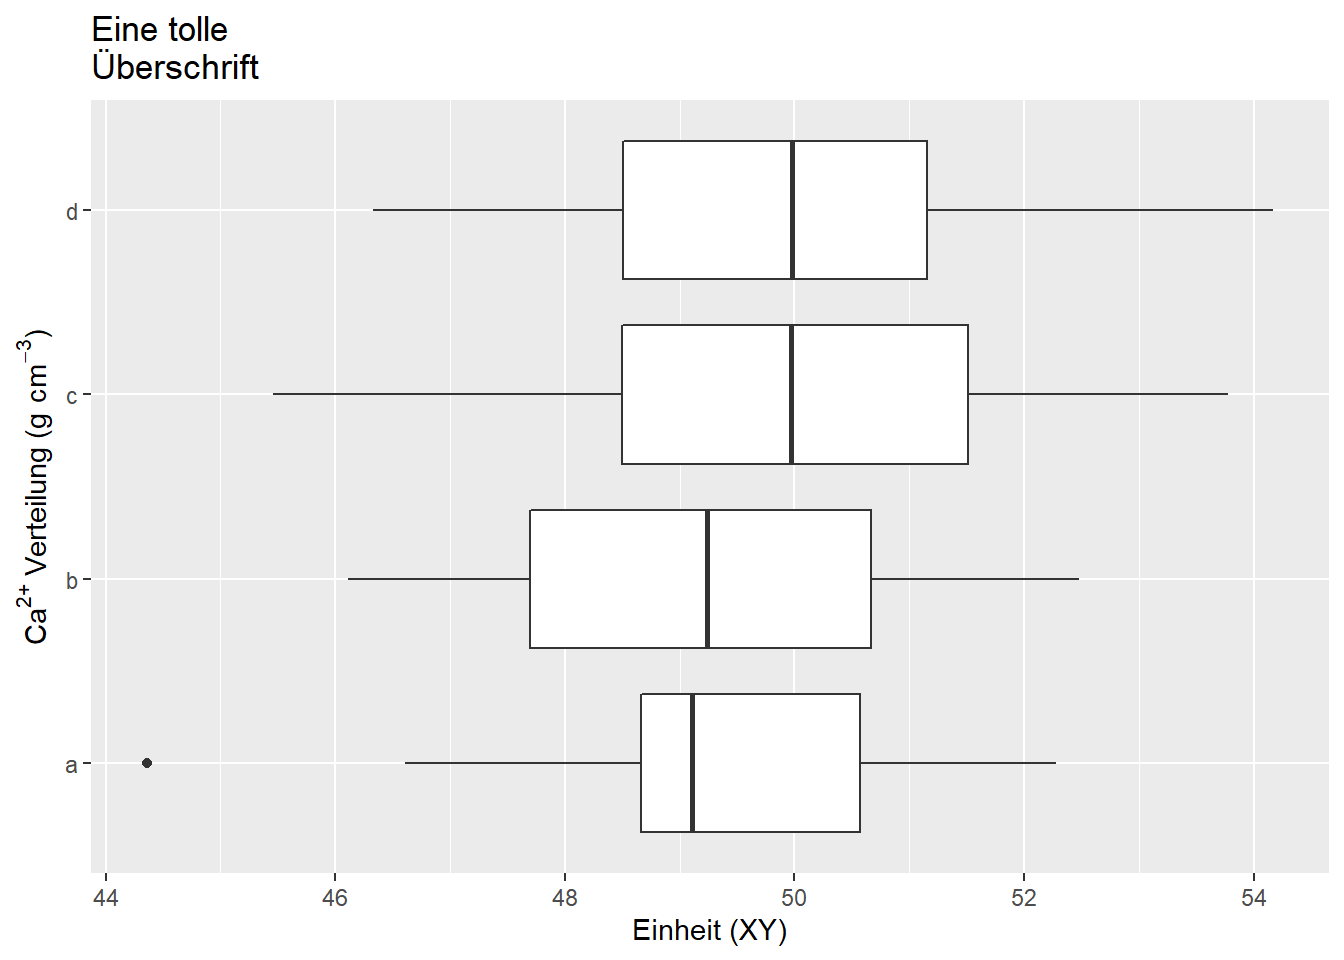 Eine tolle
Überschrift
Ca²⁺ Verteilung (g cm⁻³)
d
c
b
a
44 46 48 50 52 54
Einheit (XY)